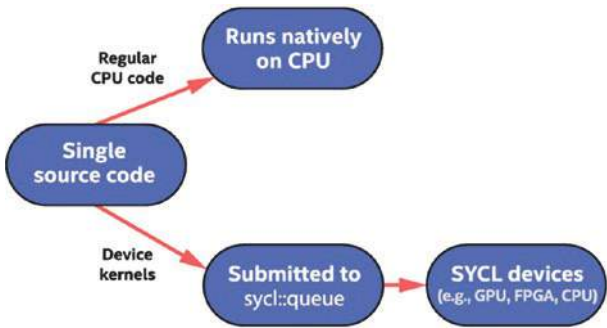 Runs natively
on CPU
Regular
CPU code
Single
source code
Device
kernels
Submitted to
sycl::queue
SYCL devices
(e.g., GPU, FPGA, CPU)